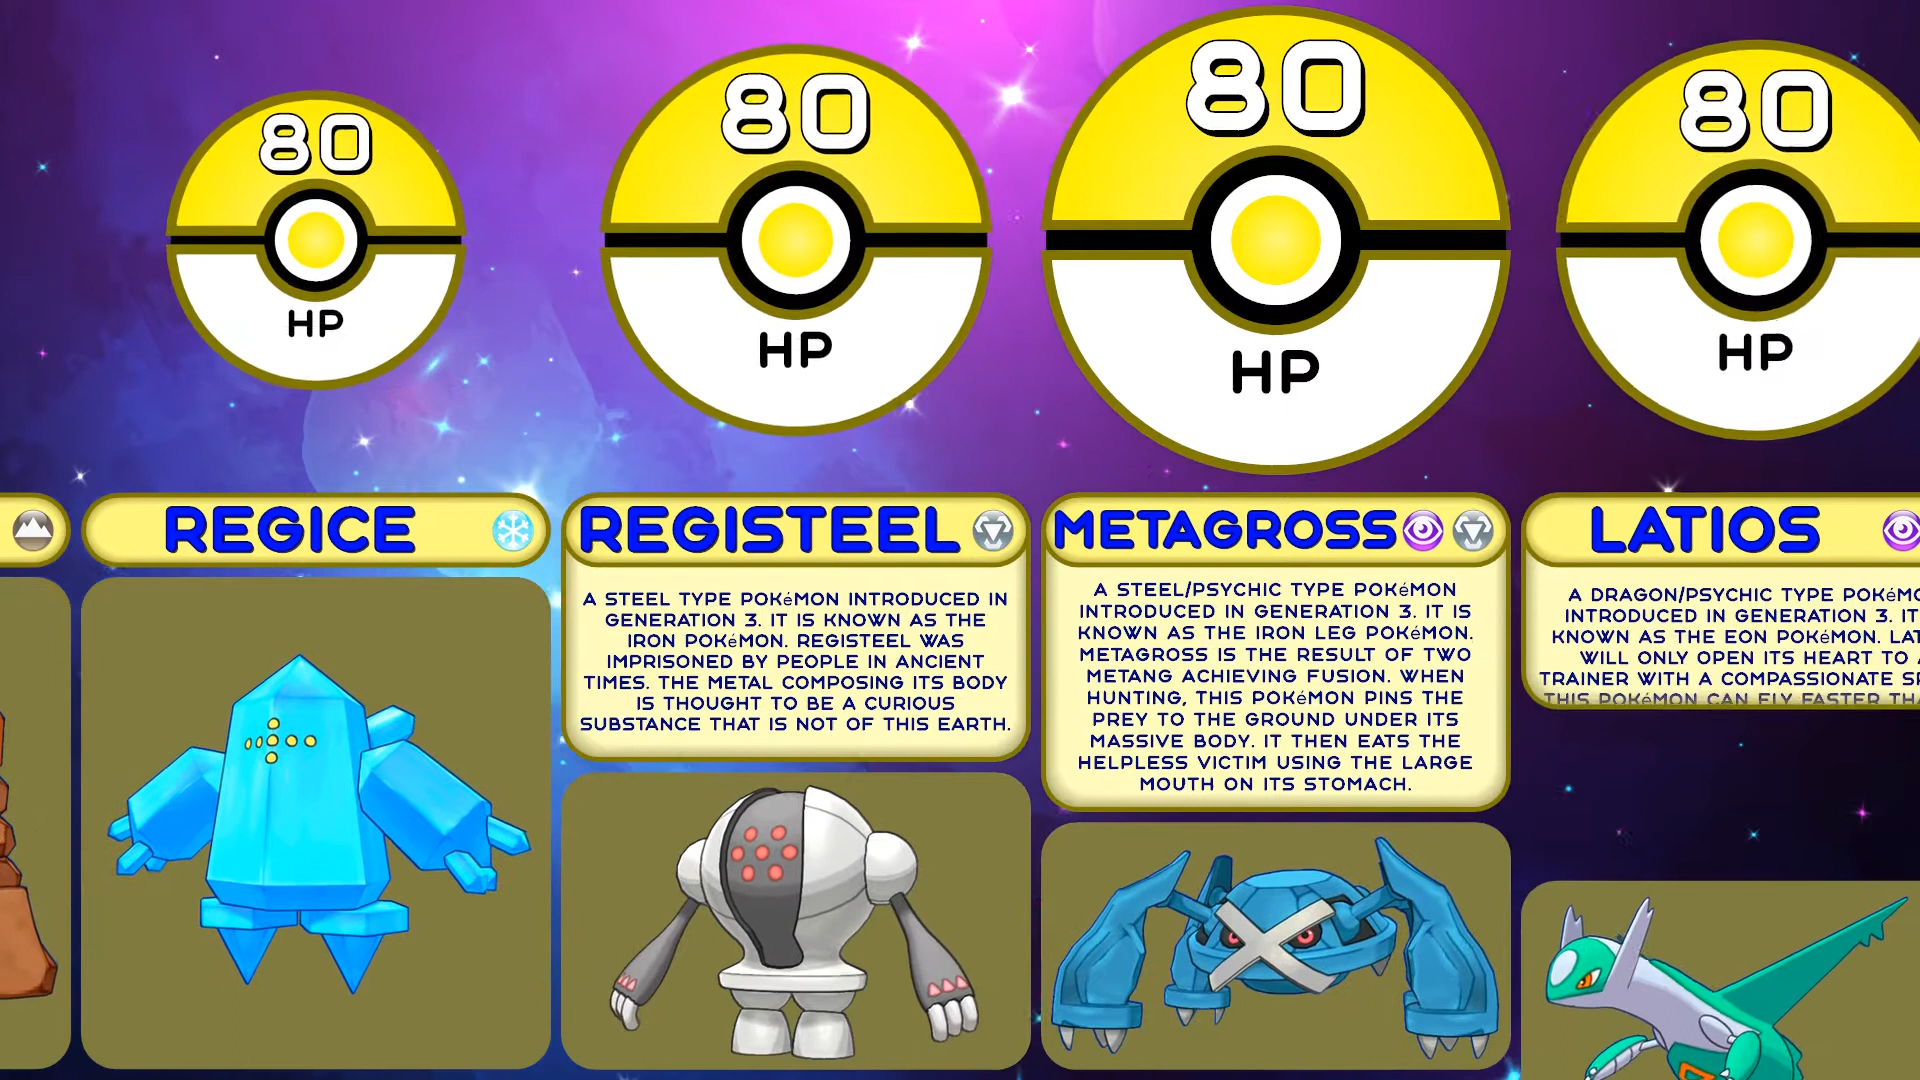 80
HP
80
HP
80
HP
80
HP
REGICE
REGISTEEL
A STEEL TYPE POKéMON INTRODUCED IN
GENERATION 3. IT IS KNOWN AS THE
IRON POKéMON. REGISTEEL WAS
IMPRISONED BY PEOPLE IN ANCIENT
TIMES. THE METAL COMPOSING ITS BODY
IS THOUGHT TO BE A CURIOUS
SUBSTANCE THAT IS NOT OF THIS EARTH.
METAGROSS
A STEEL/PSYCHIC TYPE POKéMON
INTRODUCED IN GENERATION 3. IT IS
KNOWN AS THE IRON LEG POKéMON.
METAGROSS IS THE RESULT OF TWO
METANG ACHIEVING FUSION. WHEN
HUNTING, THIS POKéMON PINS THE
PREY TO THE GROUND UNDER ITS
MASSIVE BODY. IT THEN EATS THE
HELPLESS VICTIM USING THE LARGE
MOUTH ON ITS STOMACH.
LATIOS
A DRAGON/PSYCHIC TYPE
INTRODUCED IN GENERATION 3. IT
KNOWN AS THE EON POKéMON.
WILL ONLY OPEN ITS HEART TO
TRAINER WITH A COMPASSIONATE
THIS POKéMON CAN FLY FASTER